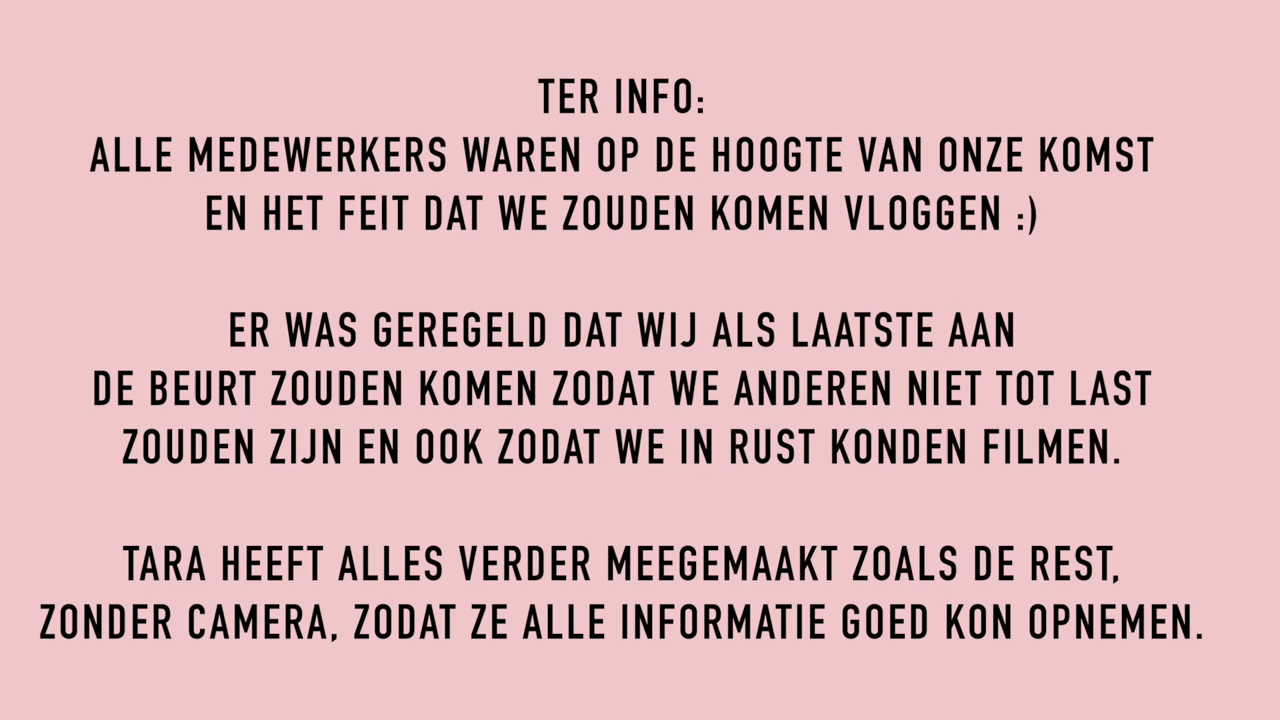 TER INFO:
ALLE MEDEWERKERS WAREN OP DE HOOGTE VAN ONZE KOMST
EN HET FEIT DAT WE ZOUDEN KOMEN VLOGGEN :)
ER WAS GEREGELD DAT WIJ ALS LAATSTE AAN
DE BEURT ZOUDEN KOMEN ZODAT WE ANDEREN NIET TOT LAST
ZOUDEN ZIJN EN OOK ZODAT WE IN RUST KONDEN FILMEN.
TARA HEEFT ALLES VERDER MEEGEMAAKT ZOALS DE REST,
ZONDER CAMERA, ZODAT ZE ALLE INFORMATIE GOED KON OPNEMEN.